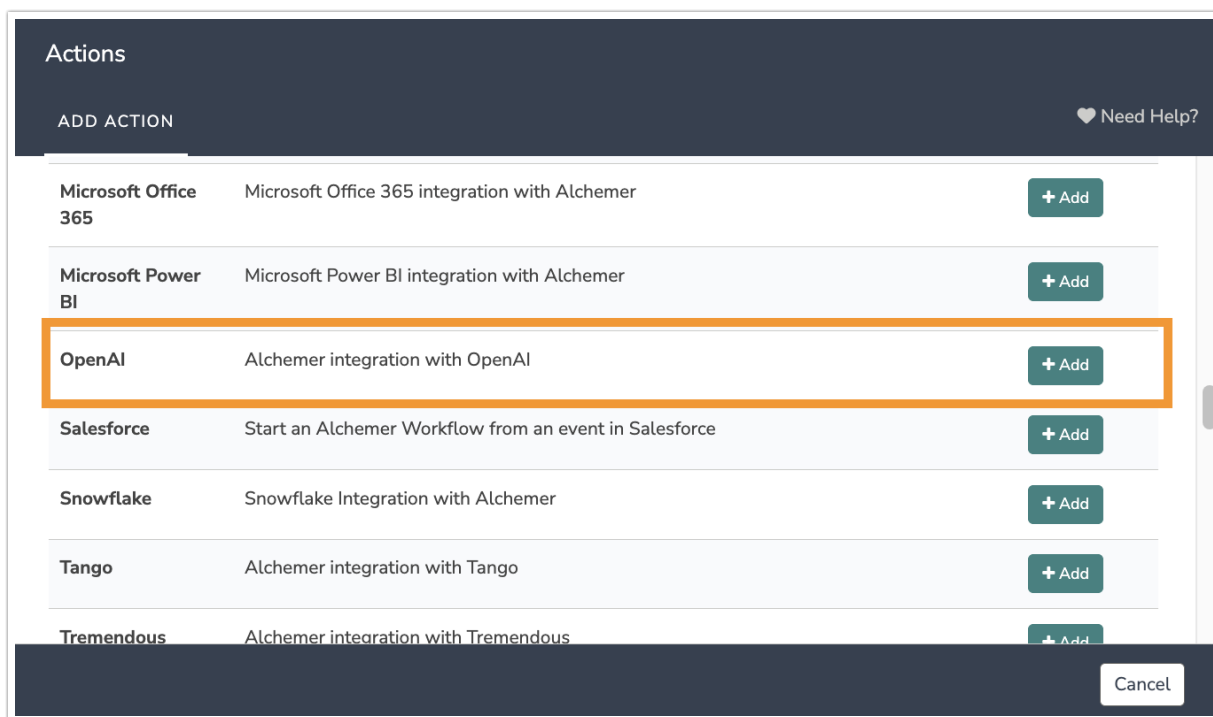 Actions
ADD ACTION
Need Help?
Microsoft Office
365
Microsoft Office 365 integration with Alchemer
Add
Microsoft Power
BI
Microsoft Power BI integration with Alchemer
Add
OpenAI
Alchemer integration with OpenAI
Add
Salesforce
Start an Alchemer Workflow from an event in Salesforce
Add
Snowflake
Snowflake Integration with Alchemer
Add
Tango
Alchemer integration with Tango
Add
Tremendous
Alchemer integration with Tremendous
Add
Cancel